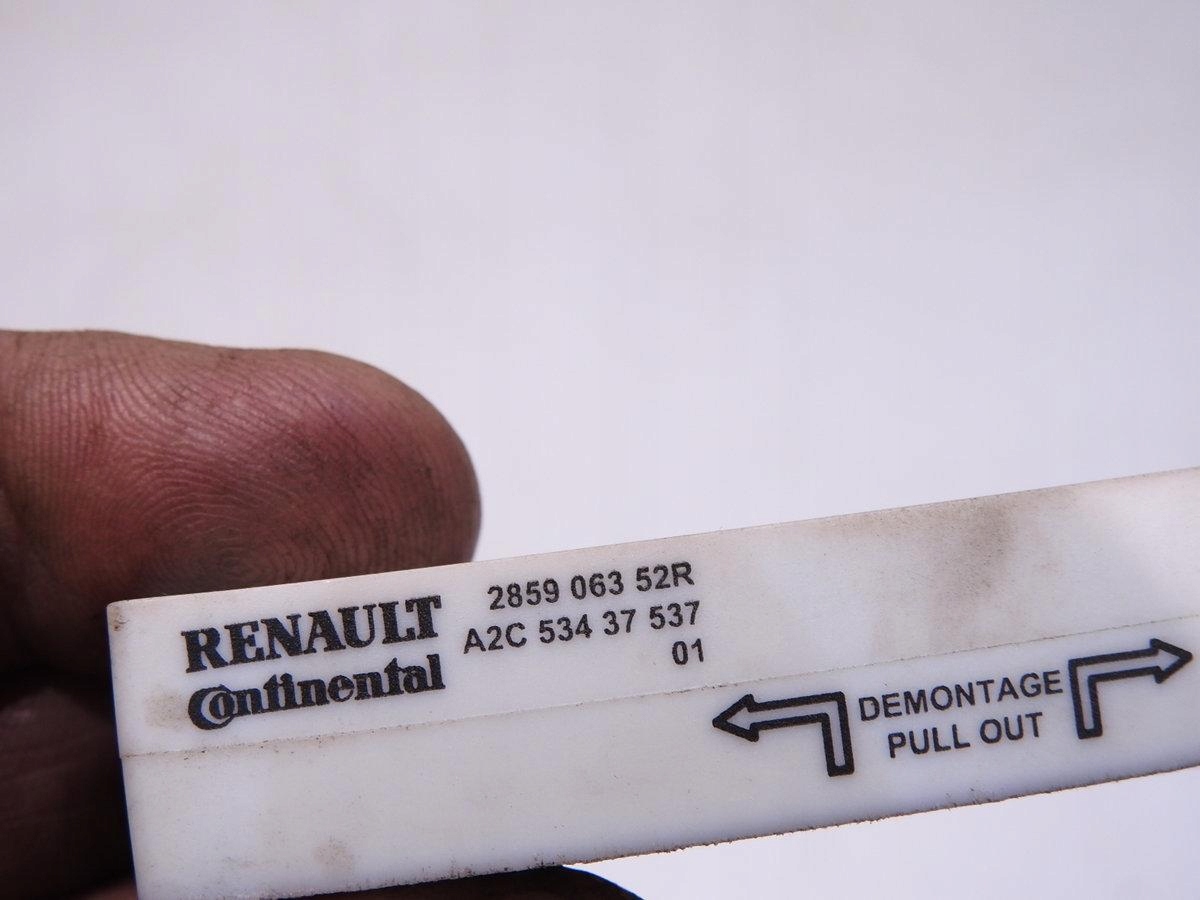 RENAULT
Continental
2859 063 52R
A2C 534 37 537
01
DEMONTAGE
PULL OUT